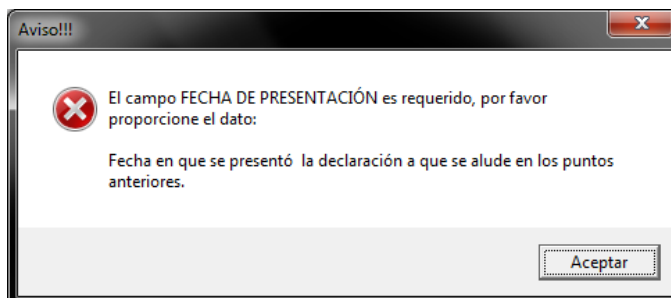 Aviso!!!
El campo FECHA DE PRESENTACIÓN es requerido, por favor
proporcione el dato:
Fecha en que se presentó  la declaración a que se alude en los puntos
anteriores.
Aceptar